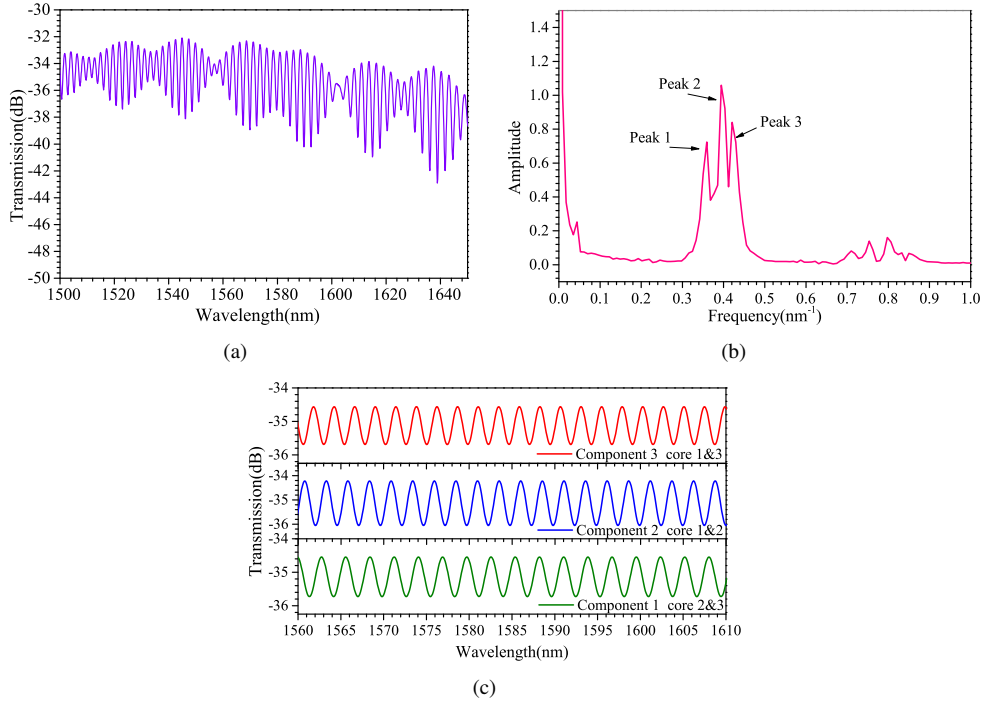 -30
-32
-34
-36
-38
-40
-42
-44
-46
-48
-50
Transmission(dB)
1500 1520 1540 1560 1580 1600 1620 1640
Wavelength(nm)
(a)
1.4
1.2
1.0
0.8
0.6
0.4
0.2
0.0
Amplitude
Peak 2
Peak 1
Peak 3
0.0 0.1 0.2 0.3 0.4 0.5 0.6 0.7 0.8 0.9 1.0
Frequency(nm-1)
(b)
-34
-35
-36
Component 3 core 1&3
-34
-35
-36
Component 2 core 1&2
-34
-35
-36
Component 1 core 2&3
Transmission(dB)
1560 1565 1570 1575 1580 1585 1590 1595 1600 1605 1610
Wavelength(nm)
(c)